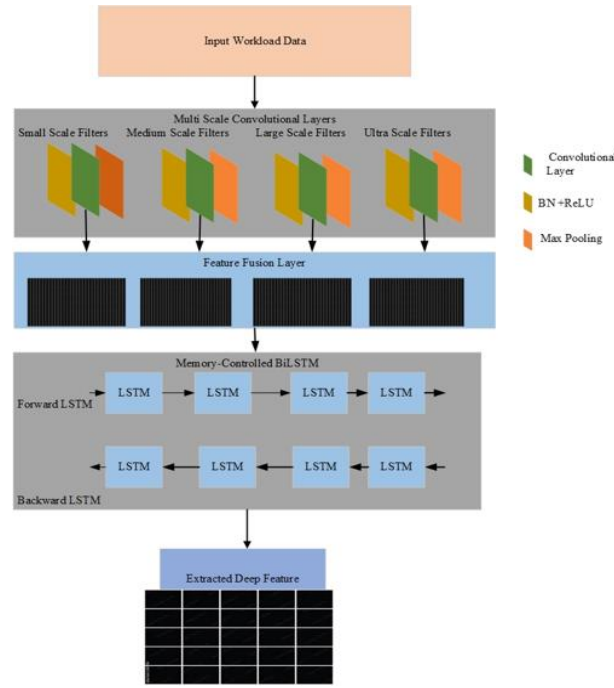 Input Workload Data
Multi Scale Convolutional Layers
Small Scale Filters
Medium Scale Filters
Large Scale Filters
Ultra Scale Filters
Convolutional
Layer
BN+ReLU
Max Pooling
Feature Fusion Layer
Memory-Controlled BiLSTM
LSTM
LSTM
LSTM
LSTM
Forward LSTM
LSTM
LSTM
LSTM
LSTM
Backward LSTM
Extracted Deep Feature